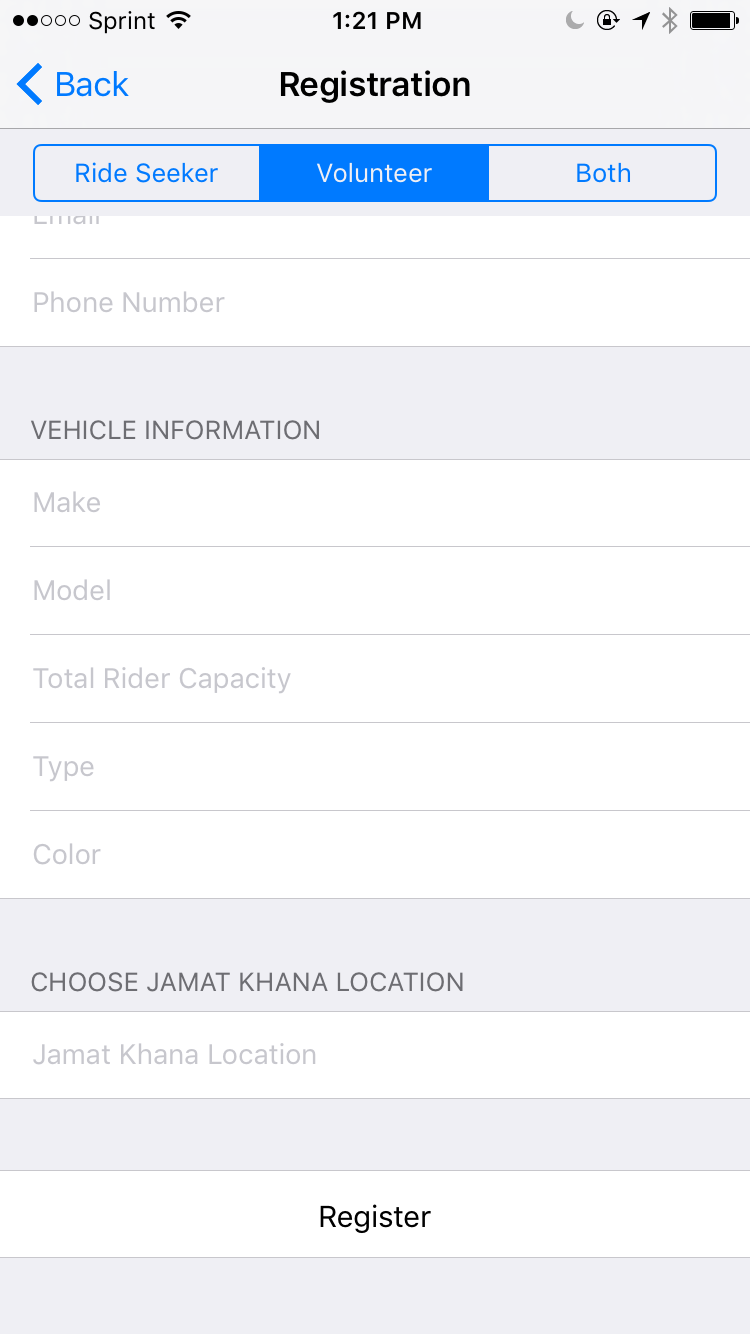 Sprint 1:21 PM
Back Registration
Ride Seeker Volunteer Both
Email
Phone Number
VEHICLE INFORMATION
Make
Model
Total Rider Capacity
Type
Color
CHOOSE JAMAT KHANA LOCATION
Jamat Khana Location
Register